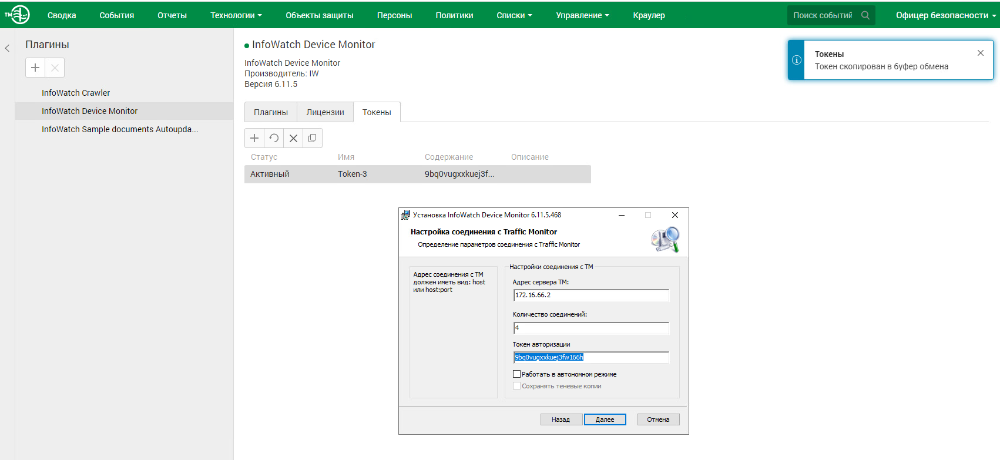 ТМ
Сводка
События
Отчеты
Технологии
Объекты защиты
Персоны
Политики
Списки
Управление
Краулер
Поиск событий
Офицер безопасности
Плагины
InfoWatch Crawler
InfoWatch Device Monitor
InfoWatch Sample documents Autoupda...
InfoWatch Device Monitor
InfoWatch Device Monitor
Производитель: IW
Версия 6.11.5
Токены
Токен скопирован в буфер обмена
Плагины
Лицензии
Токены
Статус Имя Содержание Описание
Активный Token-3 9bq0vugxxkuej3f...
Установка InfoWatch Device Monitor 6.11.5.468
Настройка соединения с Traffic Monitor
Определение параметров соединения с Traffic Monitor
Адрес соединения с ТМ
должен иметь вид: host
или host:port
Настройки соединения с ТМ
Адрес сервера ТМ:
172.16.66.2
Количество соединений:
4
Токен авторизации
9bq0vugxxkuej3fw166h
Работать в автономном режиме
Сохранять теневые копии
Назад
Далее
Отмена